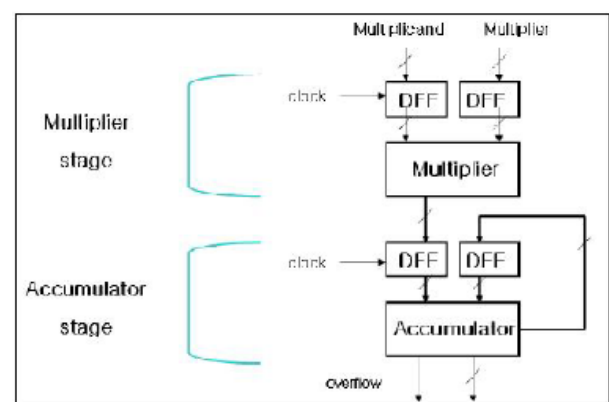 Multiplicand Multiplier
clock
DFF DFF
Multiplier
stage
Multiplier
clock
DFF DFF
Accumulator
stage
Accumulator
overflow